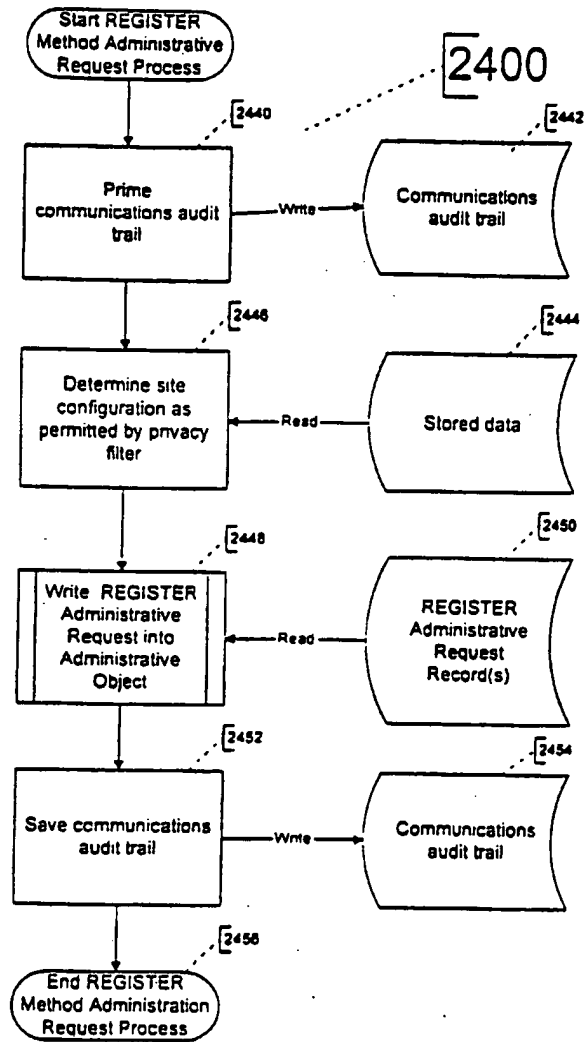 Start REGISTER
Method Administrative
Request Process
2400
2440
2442
Prime
communications audit
trail
Write
Communications
audit trail
2446
2444
Determine site
configuration as
permitted by privacy
filter
Read
Stored data
2448
2450
Write REGISTER
Administrative
Request into
Administrative
Object
Read
REGISTER
Administrative
Request
Record(s)
2452
2454
Save communications
audit trail
Write
Communications
audit trail
2456
End REGISTER
Method Administration
Request Process